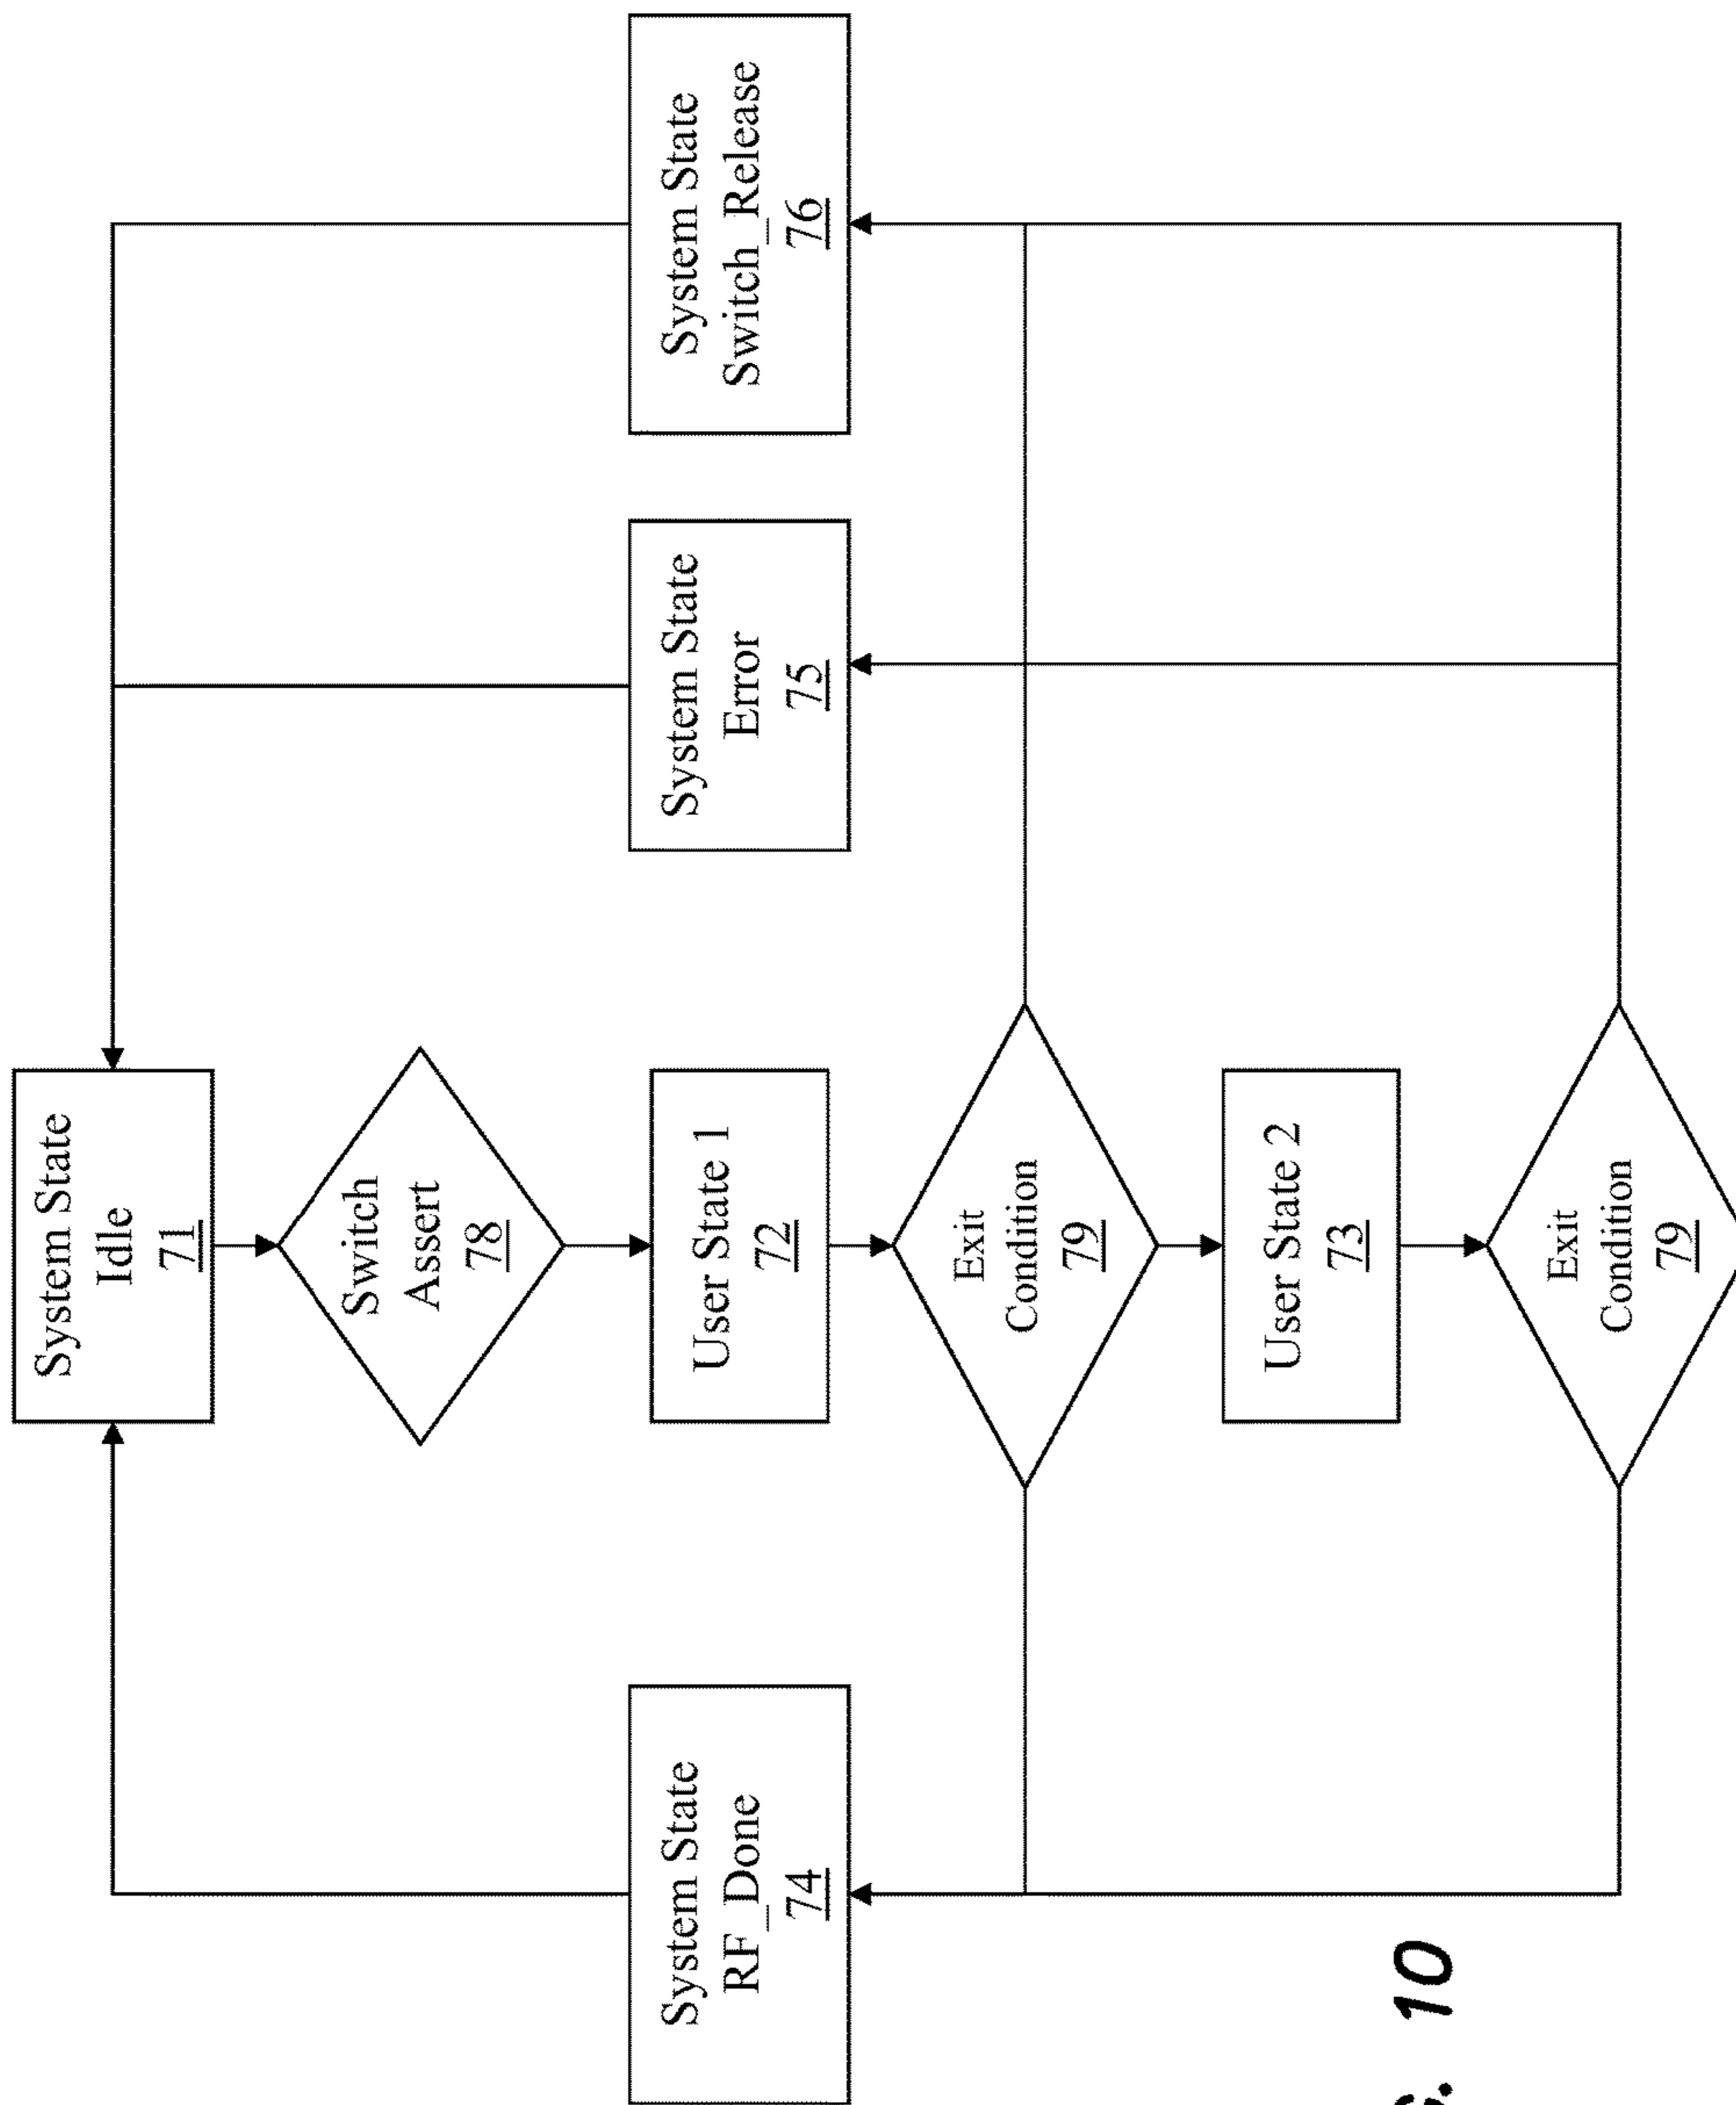 System State
Idle
71
Switch
Assert
78
System State
RF_Done
74
User State 1
72
System State
Error
75
System State
Switch_Release
76
Exit
Condition
79
User State 2
73
10
Exit
Condition
79